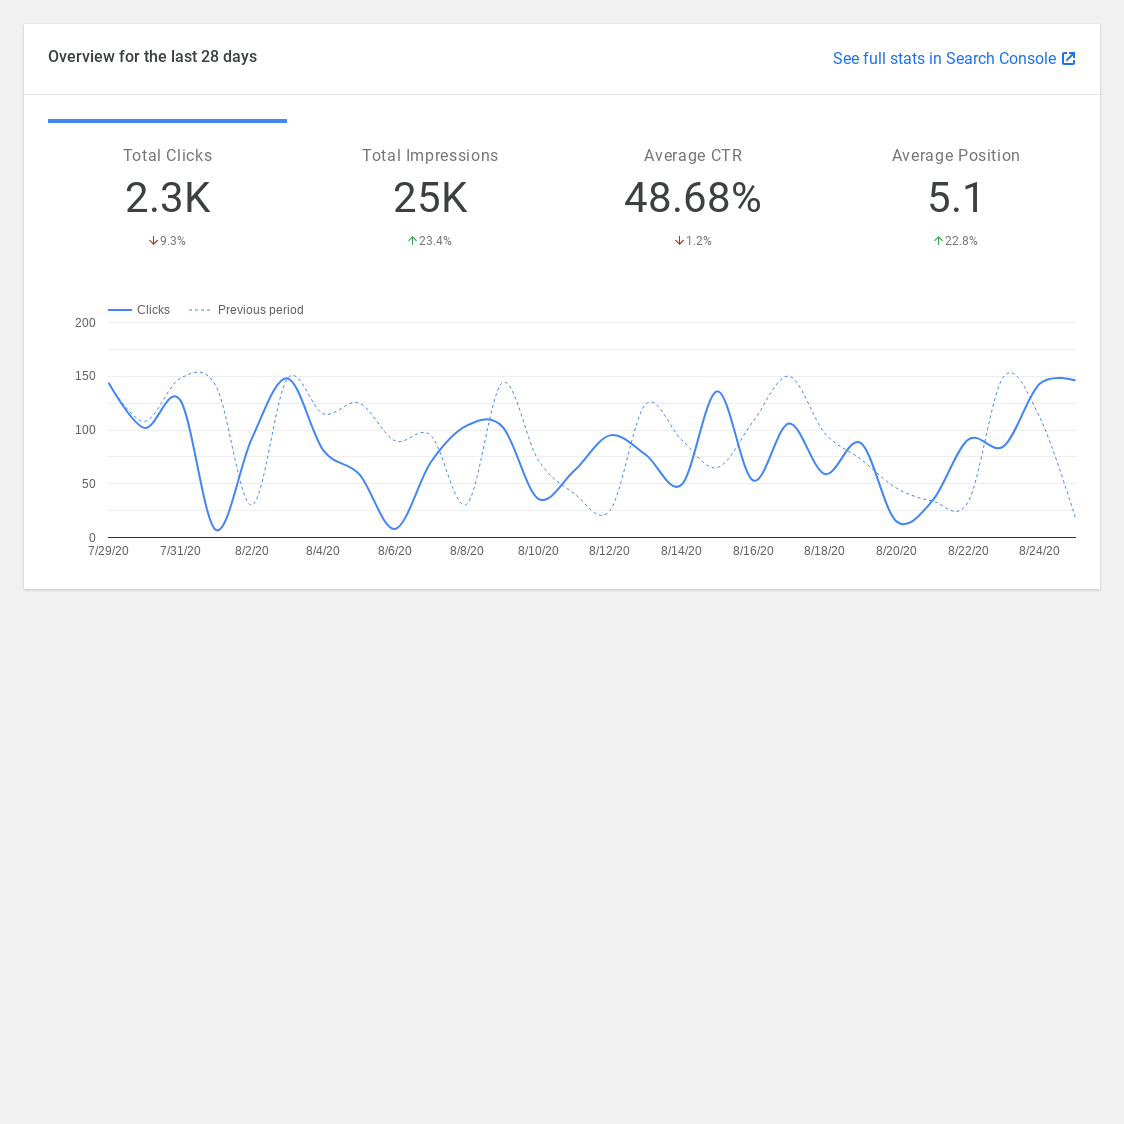 Overview for the last 28 days
See full stats in Search Console
Total Clicks
2.3K
9.3%
Total Impressions
25K
23.4%
Average CTR
48.68%
1.2%
Average Position
5.1
22.8%
Clicks
Previous period
200
150
100
50
0
7/29/20 7/31/20 8/2/20 8/4/20 8/6/20 8/8/20 8/10/20 8/12/20 8/14/20 8/16/20 8/18/20 8/20/20 8/22/20 8/24/20